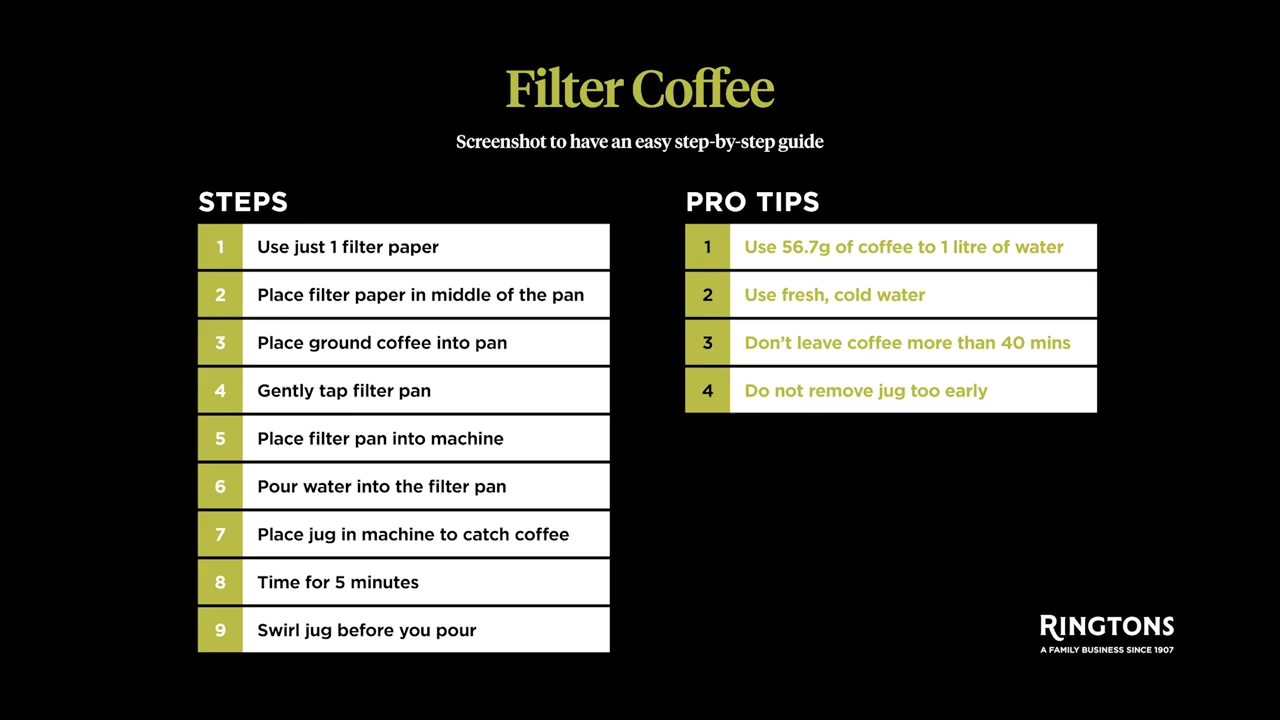 Filter Coffee
Screenshot to have an easy step-by-step guide
STEPS
1 Use just 1 filter paper
2 Place filter paper in middle of the pan
3 Place ground coffee into pan
4 Gently tap filter pan
5 Place filter pan into machine
6 Pour water into the filter pan
7 Place jug in machine to catch coffee
8 Time for 5 minutes
9 Swirl jug before you pour
PRO TIPS
1 Use 56.7g of coffee to 1 litre of water
2 Use fresh, cold water
3 Don’t leave coffee more than 40 mins
4 Do not remove jug too early
RINGTONS
A FAMILY BUSINESS SINCE 1907